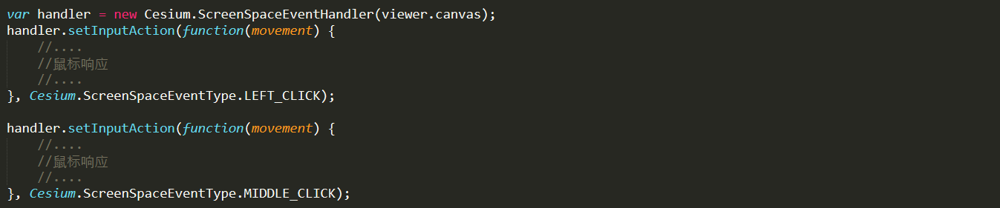 var handler = new Cesium.ScreenSpaceEventHandler(viewer.canvas);
handler.setInputAction(function(movement) {
    //....
    //鼠标响应
    //....
}, Cesium.ScreenSpaceEventType.LEFT_CLICK);

handler.setInputAction(function(movement) {
    //....
    //鼠标响应
    //....
}, Cesium.ScreenSpaceEventType.MIDDLE_CLICK);